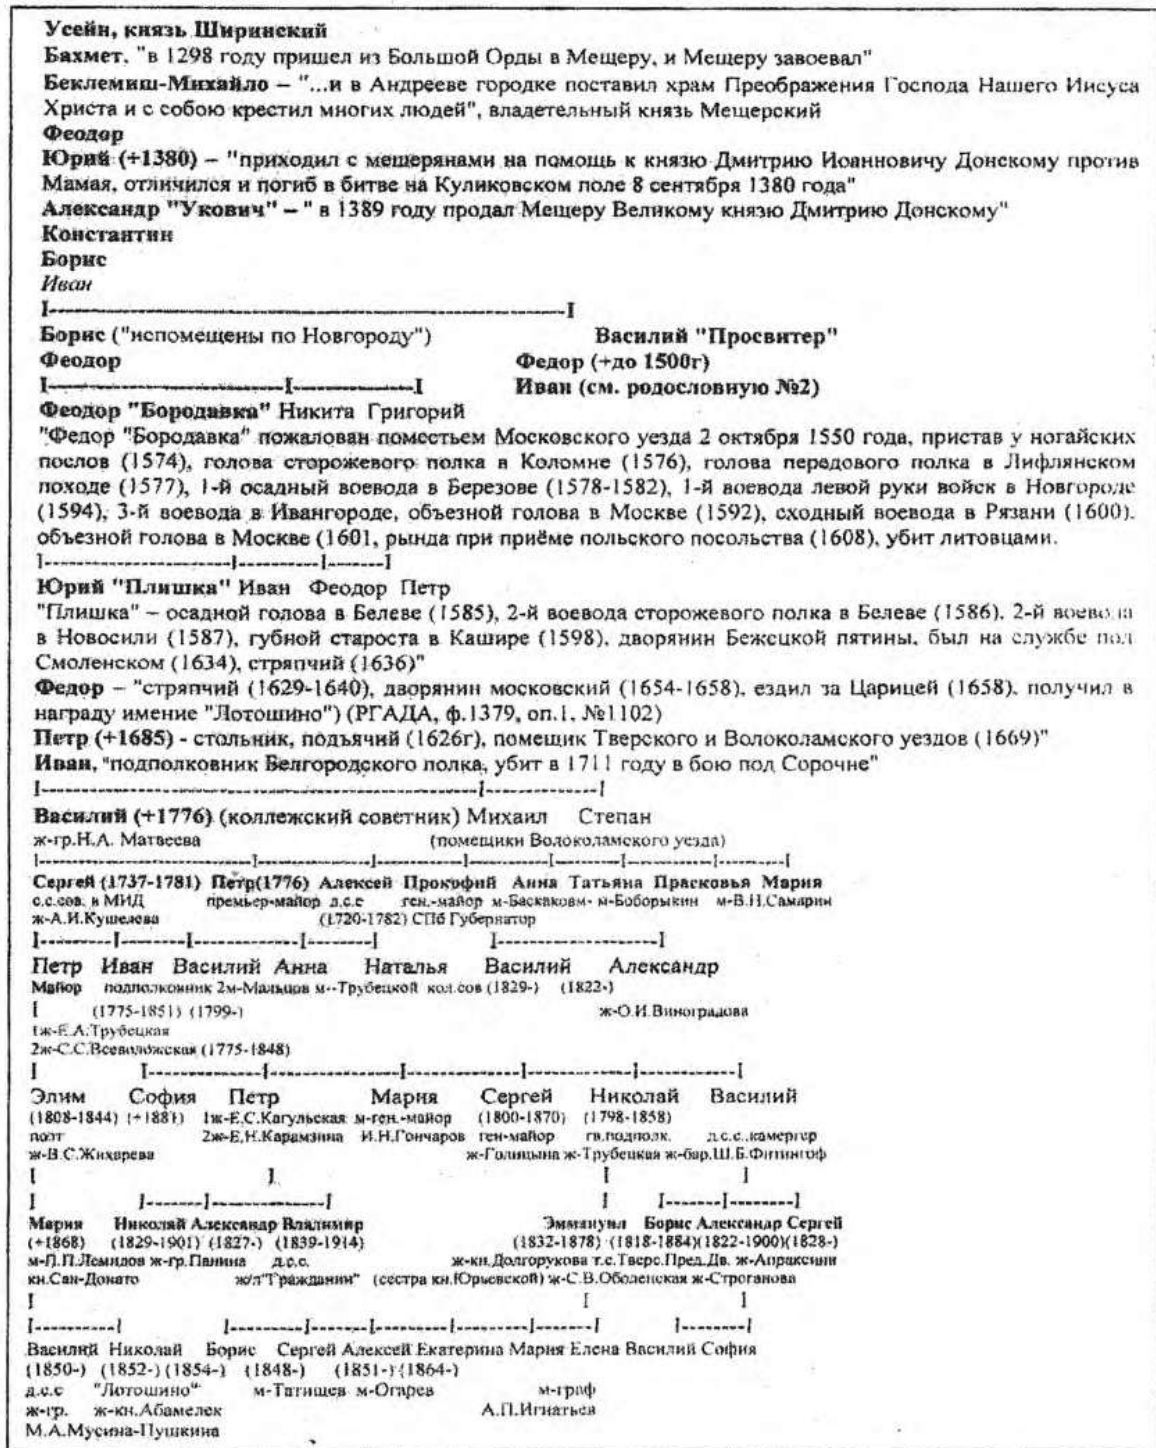 Усейн, князь Ширинский
Бахмет, "в 1298 году пришел из Большой Орды в Мещеру, и Мещеру завоевал"
Беклемиш-Михайло – "...и в Андрееве городке поставил храм Преображения Господа Нашего Иисуса
Христа и с собою крестил многих людей", владетельный князь Мещерский
Феодор
Юрий (+1380) – "приходил с мещерянами на помощь к князю Дмитрию Иоанновичу Донскому против
Мамая, отличился и погиб в битве на Куликовском поле 8 сентября 1380 года"
Александр "Укович" – " в 1389 году продал Мещеру Великому князю Дмитрию Донскому"
Константин
Борис
Иван
Борис ("испомещены по Новгороду") Василий "Просвитер"
Феодор Федор (+до 1500г)
Иван (см. родословную №2)
Феодор "Бородавка" Никита Григорий
"Федор "Бородавка" пожалован поместьем Московского уезда 2 октября 1550 года, пристав у ногайских
послов (1574), голова сторожевого полка в Коломне (1576), голова передового полка в Лифлянском
походе (1577), 1-й осадный воевода в Березове (1578-1582), 1-й воевода левой руки войск в Новгороде
(1594), 3-й воевода в Ивангороде, объезной голова в Москве (1592), сходный воевода в Рязани (1600),
объезной голова в Москве (1601, рында при приёме польского посольства (1608), убит литовцами.
Юрий "Плишка" Иван Феодор Петр
"Плишка" – осадной голова в Белеве (1585), 2-й воевода сторожевого полка в Белеве (1586), 2-й воевода
в Новосили (1587), губной староста в Кашире (1598), дворянин Бежецкой пятины, был на службе под
Смоленском (1634), стряпчий (1636)"
Федор – "стряпчий (1629-1640), дворянин московский (1654-1658), ездил за Царицей (1658), получил в
награду имение "Лотошино") (РГАДА, ф.1379, оп.1, №1102)
Петр (+1685) - стольник, подъячий (1626г), помещик Тверского и Волоколамского уездов (1669)"
Иван, "подполковник Белгородского полка, убит в 1711 году в бою под Сорочне"
Василий (+1776) (коллежский советник) Михаил Степан
ж-гр.Н.А. Матвеева (помещики Волоколамского уезда)
Сергей (1737-1781) Петр(1776) Алексей Прокофий Анна Татьяна Прасковья Мария
с.с.сов. в МИД премьер-майор д.с.с ген.-майор м-Баскаковм- м-Боборыкин м-В.Н.Самарин
ж-А.И.Кушелева (1720-1782) СПб Губернатор
Петр Иван Василий Анна Наталья Василий Александр
Майор подполковник 2м-Мальцов м--Трубецкой кол.сов (1829-) (1822-)
(1775-1851) (1799-) ж-О.И.Виноградова
1ж-Е.А.Трубецкая
2ж-С.С.Всеволожская (1775-1848)
Элим София Петр Мария Сергей Николай Василий
(1808-1844) (+1881) 1ж-Е.С.Кагульская м-ген.-майор (1800-1870) (1798-1858)
поэт 2ж-Е.Н.Карамзина И.Н.Гончаров ген-майор гв.подполк. д.с.с.,камергер
ж-В.С.Жихарева ж-Голицына ж-Трубецкая ж-бар.Ш.Б.Фитингоф
Мария Николай Александр Владимир Эммануил Борис Александр Сергей
(+1868) (1829-1901) (1827-) (1839-1914) (1832-1878) (1818-1884)(1822-1900)(1828-)
м-П.П.Демидов ж-гр.Панина д.с.с. ж-кн.Долгорукова т.с.Тверс.Пред.Дв. ж-Апраксина
кн.Сан-Донато ж/л"Гражданин" (сестра кн.Юрьевской) ж-С.В.Оболенская ж-Строганова
Василий Николай Борис Сергей Алексей Екатерина Мария Елена Василий София
(1850-) (1852-) (1854-) (1848-) (1851-) (1864-)
д.с.с "Лотошино" м-Татищев м-Огарев м-граф
ж-гр. ж-кн.Абамелек А.П.Игнатьев
М.А.Мусина-Пушкина